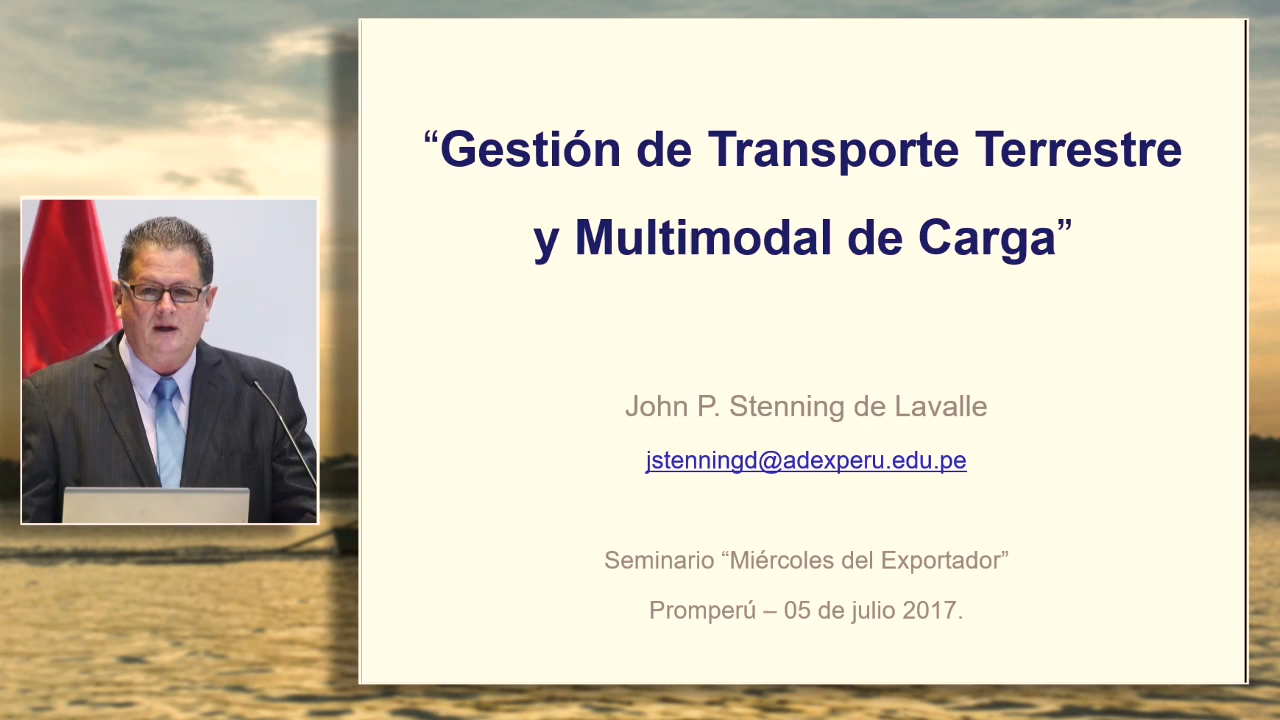 “Gestión de Transporte Terrestre
y Multimodal de Carga”
John P. Stenning de Lavalle
jstenningd@adexperu.edu.pe
Seminario “Miércoles del Exportador”
Promperú – 05 de julio 2017.